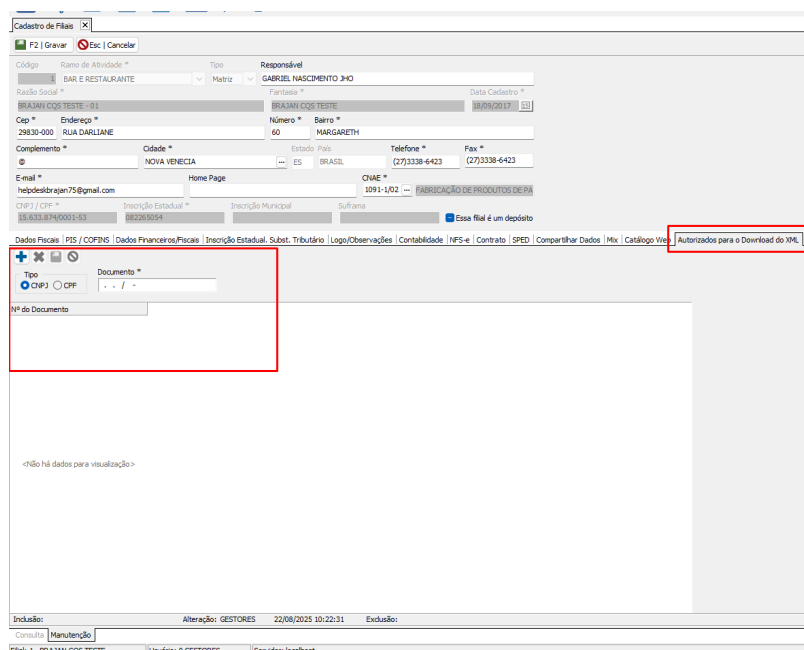 Cadastro de Filiais X
F2 | Gravar Esc | Cancelar
Código Ramo de Atividade * Tipo Responsável
1 BAR E RESTAURANTE Matriz GABRIEL NASCIMENTO JHO
Razão Social * Fantasia * Data Cadastro *
BRAJAN CQS TESTE - 01 BRAJAN CQS TESTE 18/09/2017
Cep * Endereço * Número * Bairro *
29830-000 RUA DARLIANE 60 MARGARETH
Complemento * Cidade * Estado País Telefone * Fax *
@ NOVA VENECIA ... ES BRASIL (27)3338-6423 (27)3338-6423
E-mail * Home Page CNAE *
helpdeskbrajan75@gmail.com 1091-1/02 ... FABRICAÇÃO DE PRODUTOS DE PA
CNPJ / CPF * Inscrição Estadual * Inscrição Municipal Suframa
15.633.874/0001-53 082265054 Essa filial é um depósito
Dados Fiscais PIS / COFINS Dados Financeiros/Fiscais Inscrição Estadual. Subst. Tributário Logo/Observações Contabilidade NFS-e Contrato SPED Compartilhar Dados Mix Catálogo Web Autorizados para o Download do XML
Tipo Documento *
CNPJ CPF . . / -
Nº do Documento
<Não há dados para visualização>
Inclusão: Alteração: GESTORES 22/08/2025 10:22:31 Exdusão:
Consulta Manutenção